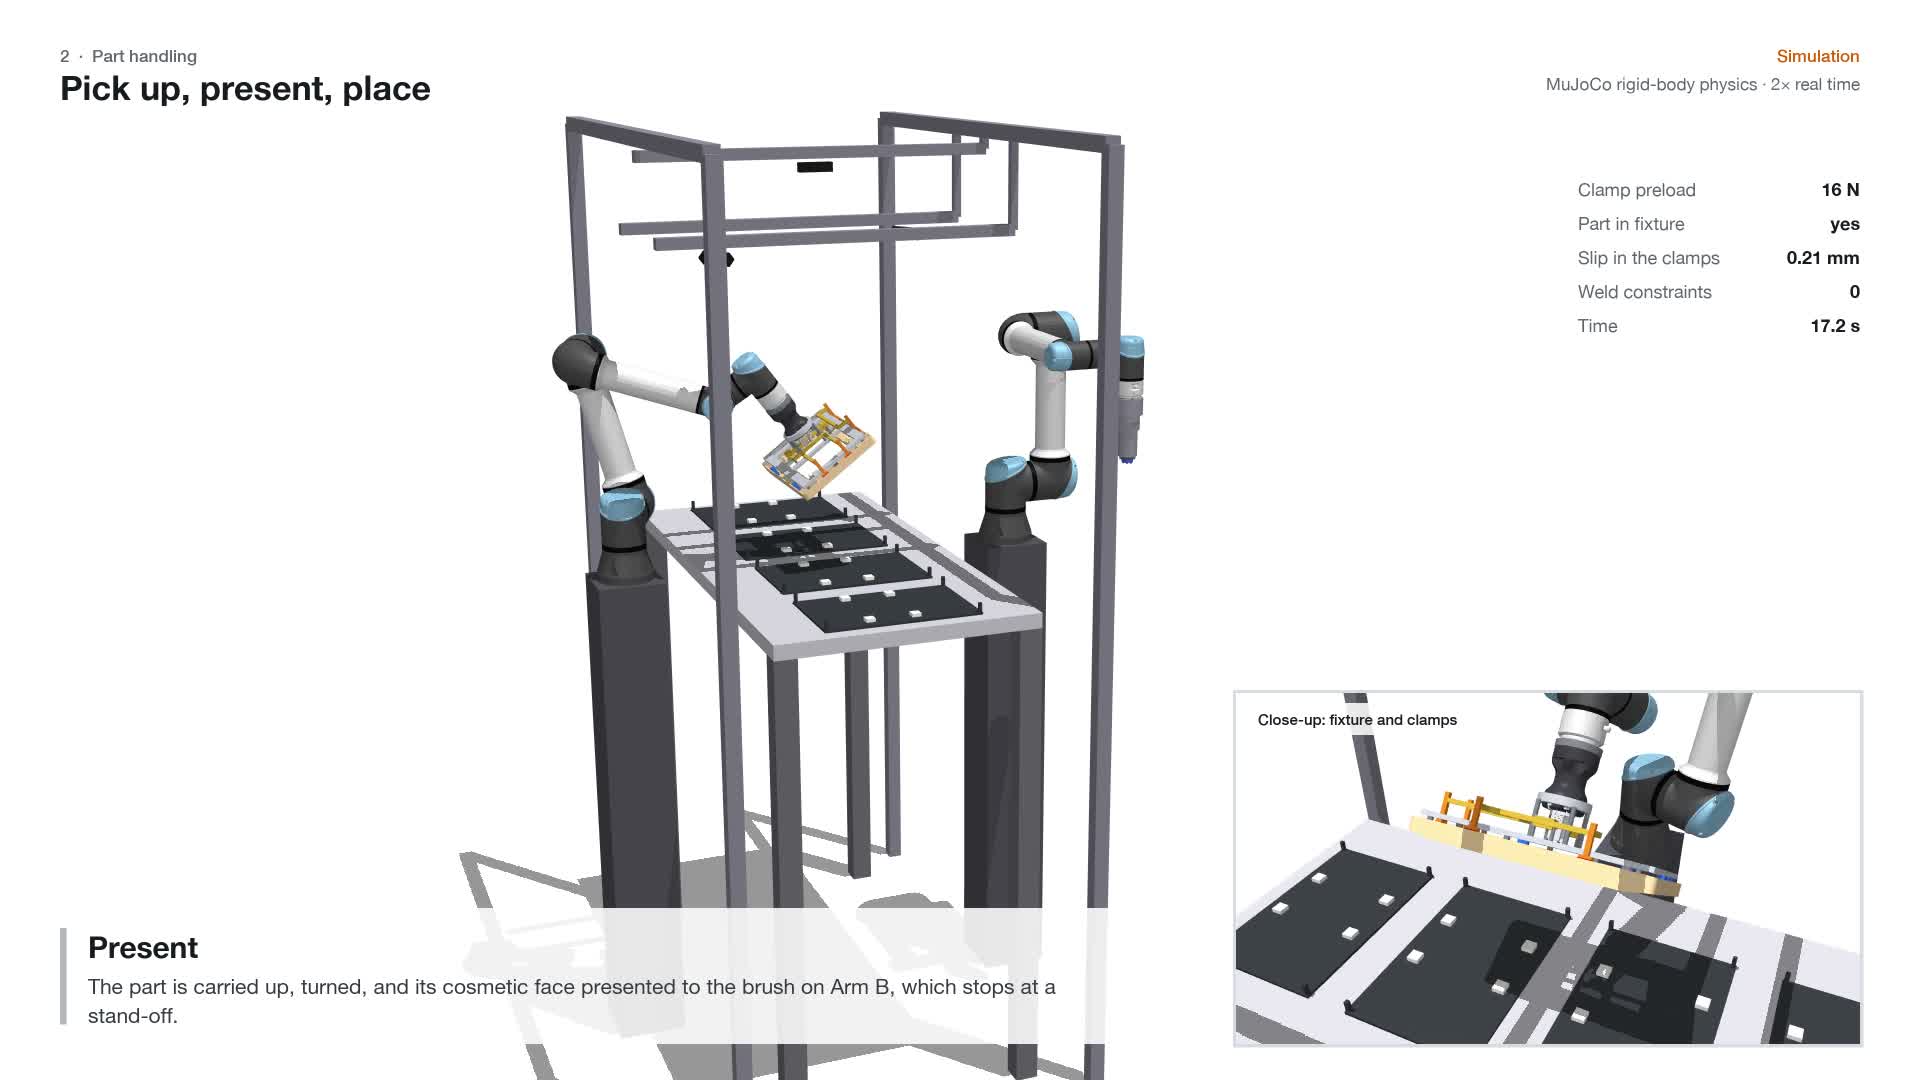 2 · Part handling
Pick up, present, place
Simulation
MuJoCo rigid-body physics · 2× real time
Clamp preload 16 N
Part in fixture yes
Slip in the clamps 0.21 mm
Weld constraints 0
Time 17.2 s
Close-up: fixture and clamps
Present
The part is carried up, turned, and its cosmetic face presented to the brush on Arm B, which stops at a
stand-off.